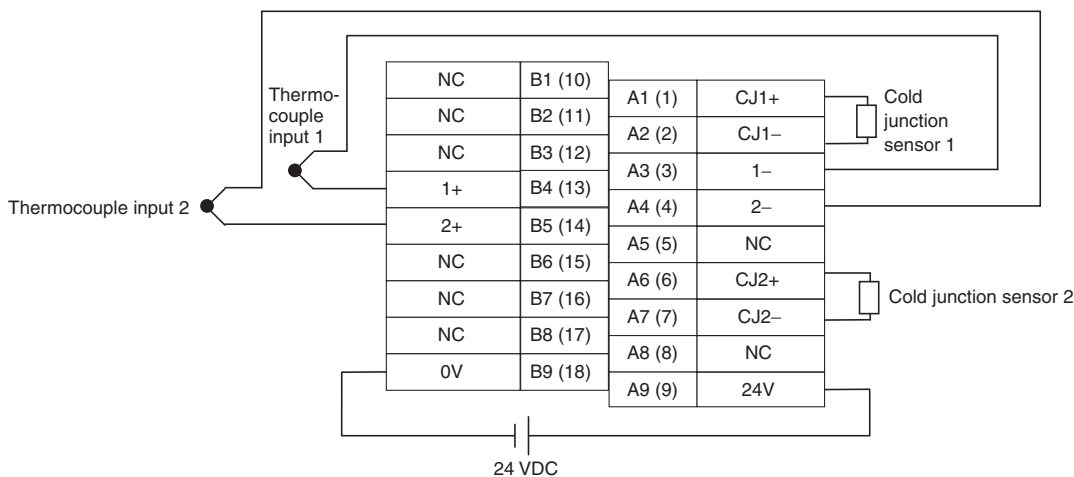 Thermo-
couple
input 1
Thermocouple input 2
NC B1 (10)
NC B2 (11)
NC B3 (12)
1+ B4 (13)
2+ B5 (14)
NC B6 (15)
NC B7 (16)
NC B8 (17)
0V B9 (18)
A1 (1) CJ1+
A2 (2) CJ1−
A3 (3) 1−
A4 (4) 2−
A5 (5) NC
A6 (6) CJ2+
A7 (7) CJ2−
A8 (8) NC
A9 (9) 24V
Cold
junction
sensor 1
Cold junction sensor 2
24 VDC